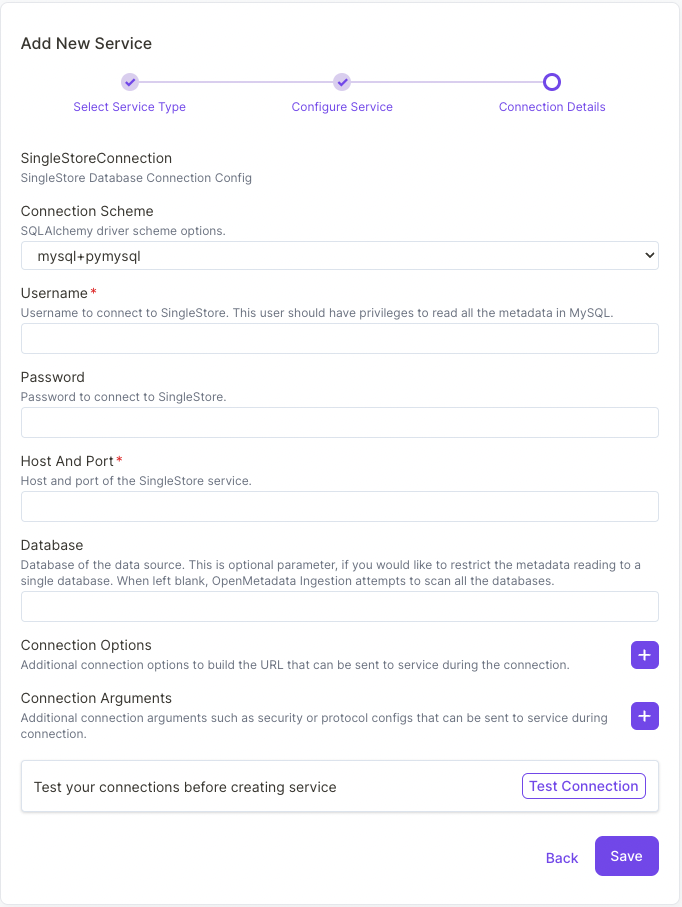 Add New Service
Select Service Type
Configure Service
Connection Details
SingleStoreConnection
SingleStore Database Connection Config
Connection Scheme
SQLAlchemy driver scheme options.
mysql+pymysql
Username*
Username to connect to SingleStore. This user should have privileges to read all the metadata in MySQL.
Password
Password to connect to SingleStore.
Host And Port*
Host and port of the SingleStore service.
Database
Database of the data source. This is optional parameter, if you would like to restrict the metadata reading to a
single database. When left blank, OpenMetadata Ingestion attempts to scan all the databases.
Connection Options
Additional connection options to build the URL that can be sent to service during the connection.
Connection Arguments
Additional connection arguments such as security or protocol configs that can be sent to service during
connection.
Test your connections before creating service
Test Connection
Back
Save